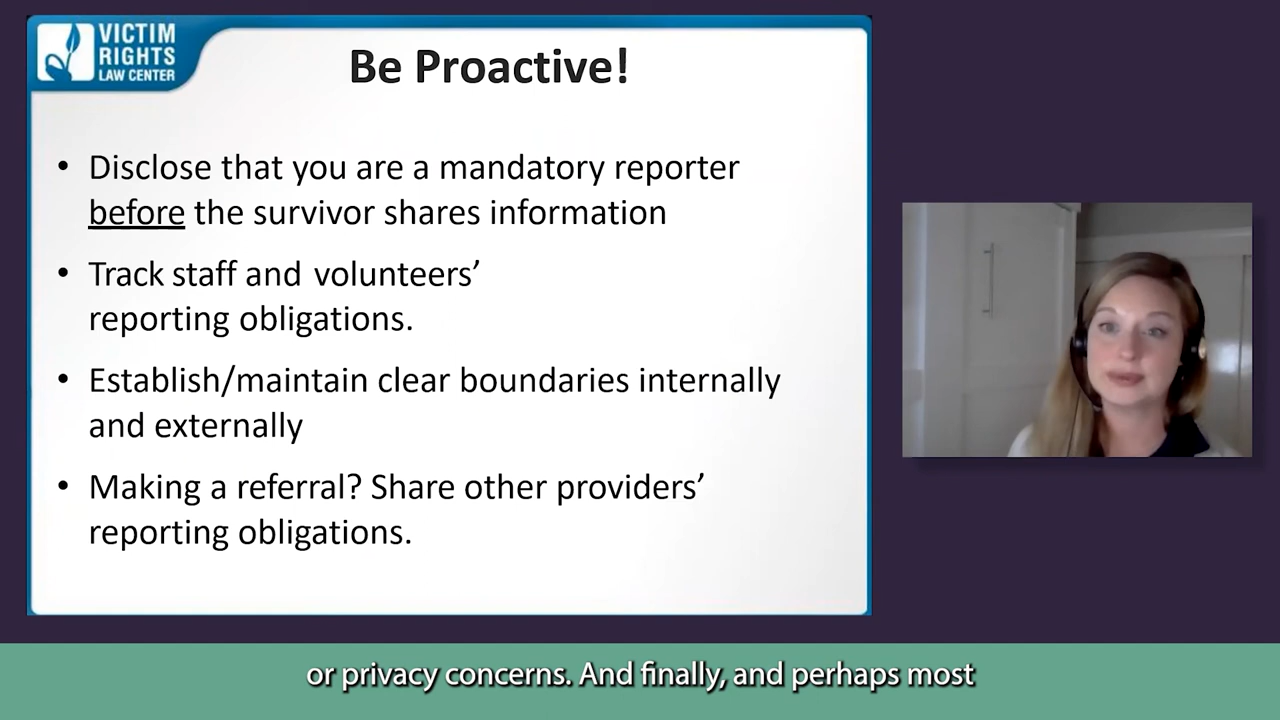 VICTIM
RIGHTS
LAW CENTER
Be Proactive!
• Disclose that you are a mandatory reporter
before the survivor shares information
• Track staff and volunteers’
reporting obligations.
• Establish/maintain clear boundaries internally
and externally
• Making a referral? Share other providers’
reporting obligations.
or privacy concerns. And finally, and perhaps most